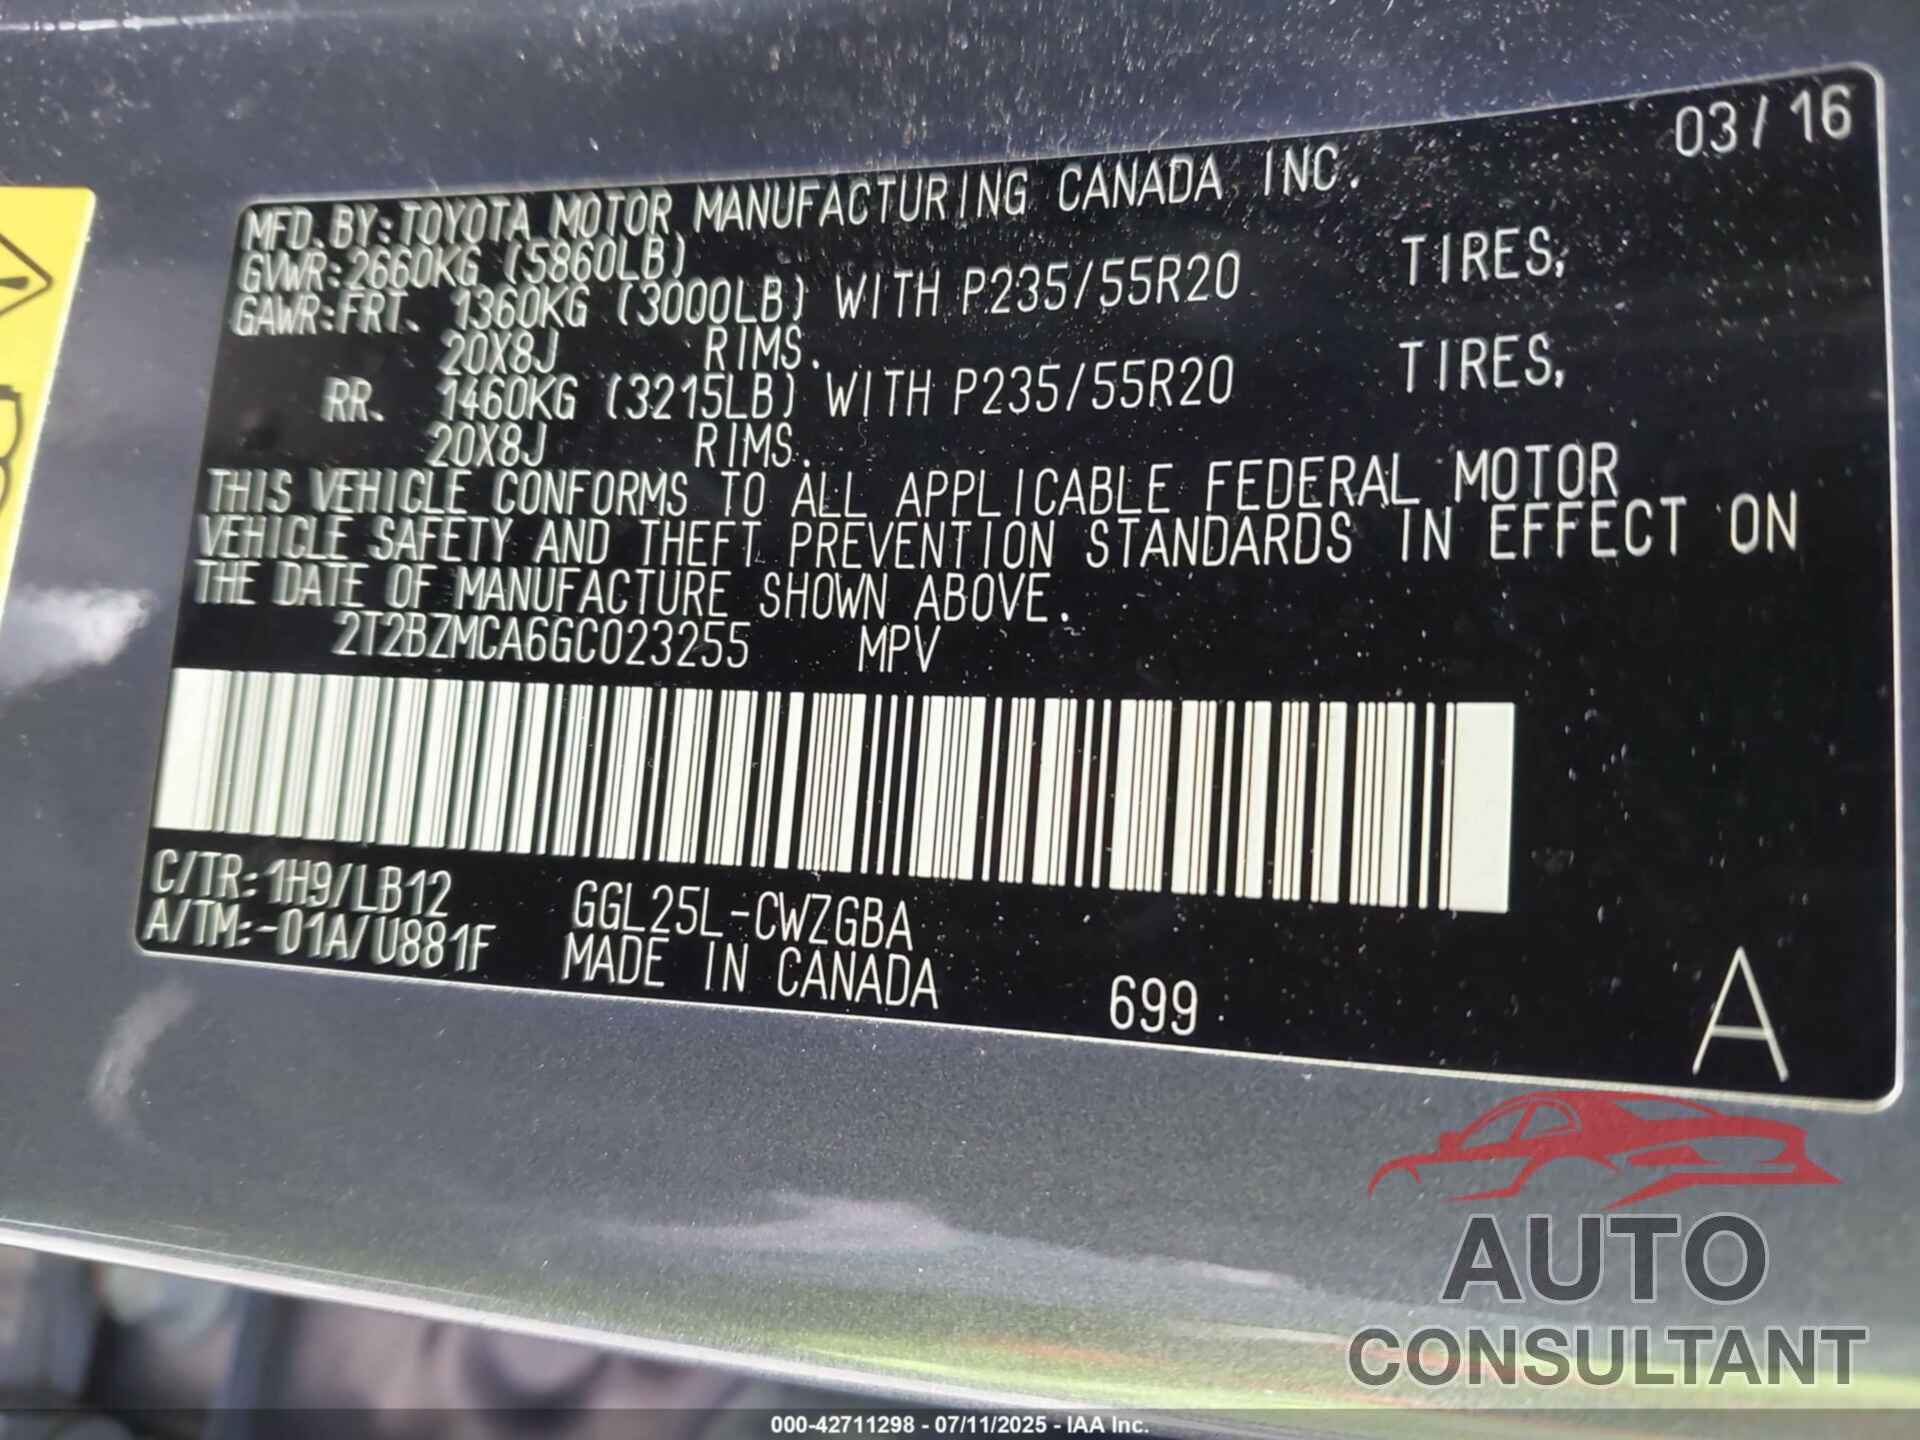 03/16
MFD. BY: TOYOTA MOTOR MANUFACTURING CANADA INC.
GVWR: 2660KG (5860LB)
GAWR: FRT. 1360KG (3000LB) WITH P235/55R20 TIRES,
20X8J RIMS.
RR. 1460KG (3215LB) WITH P235/55R20 TIRES,
20X8J RIMS.
THIS VEHICLE CONFORMS TO ALL APPLICABLE FEDERAL MOTOR
VEHICLE SAFETY AND THEFT PREVENTION STANDARDS IN EFFECT ON
THE DATE OF MANUFACTURE SHOWN ABOVE.
2T2BZMCA6GC023255 MPV
C/TR: 1H9/LB12 GGL25L-CWZGBA
A/TM: -01A/U881F MADE IN CANADA 699
A
AUTO
CONSULTANT
000-42711298 - 07/11/2025 - IAA Inc.